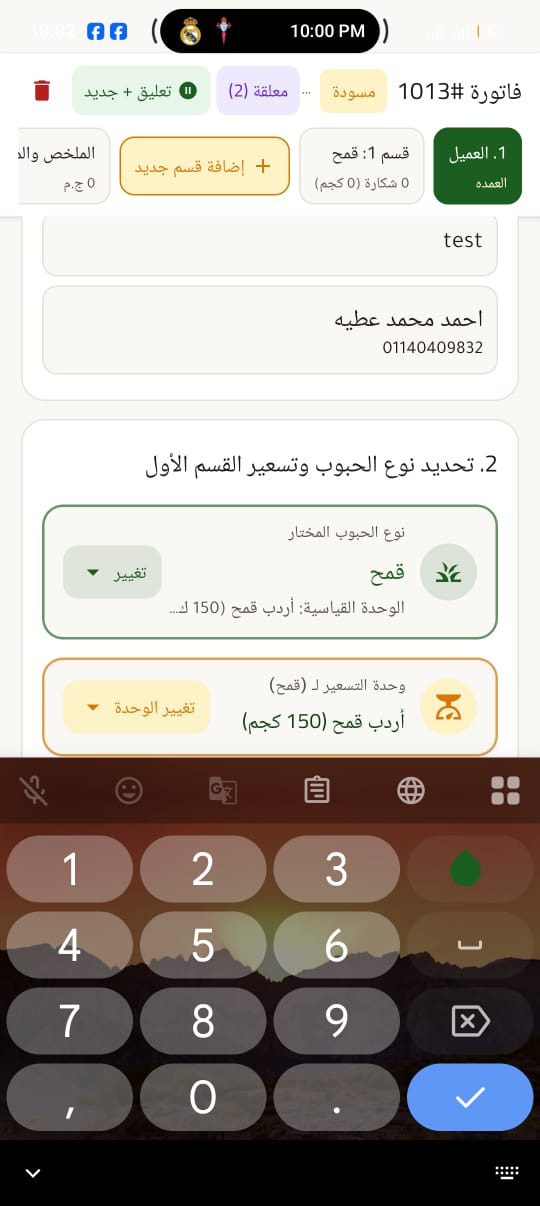 10:02
10:00 PM
فاتورة #1013
مسودة
...
معلقة (2)
تعليق + جديد
1. العميل
العمده
قسم 1: قمح
0 شكارة (0 كجم)
+ إضافة قسم جديد
الملخص والد
0 ج.م
test
احمد محمد عطيه
01140409832
2. تحديد نوع الحبوب وتسعير القسم الأول
نوع الحبوب المختار
قمح
الوحدة القياسية: أردب قمح (150 ك...
تغيير
وحدة التسعير لـ (قمح)
أردب قمح (150 كجم)
تغيير الوحدة
1 2 3
4 5 6
7 8 9
, 0 .